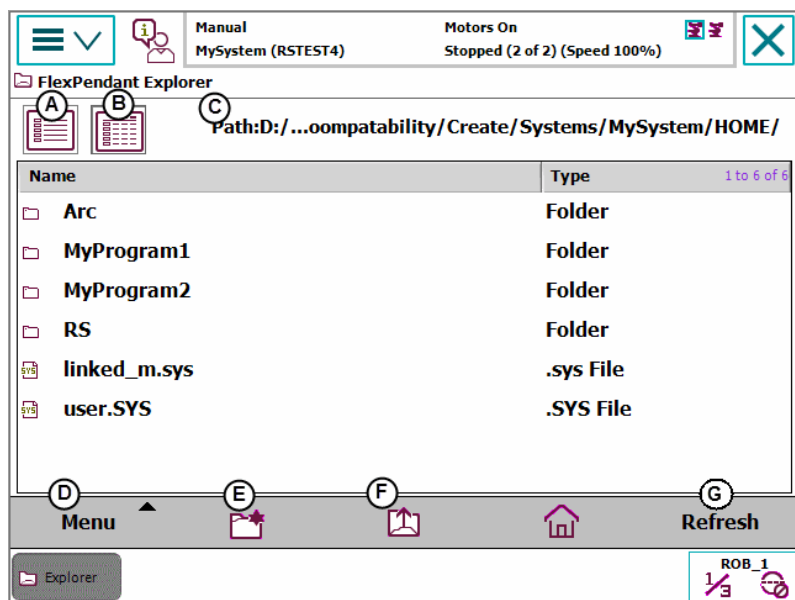 Manual
Motors On
MySystem (RSTEST4)
Stopped (2 of 2) (Speed 100%)
FlexPendant Explorer
A
B
C
Path:D:/...oompatability/Create/Systems/MySystem/HOME/
Name
Type
1 to 6 of 6
Arc
Folder
MyProgram1
Folder
MyProgram2
Folder
RS
Folder
SYS
linked_m.sys
.sys File
SYS
user.SYS
.SYS File
D
E
F
G
Menu
Refresh
Explorer
ROB_1
1/3